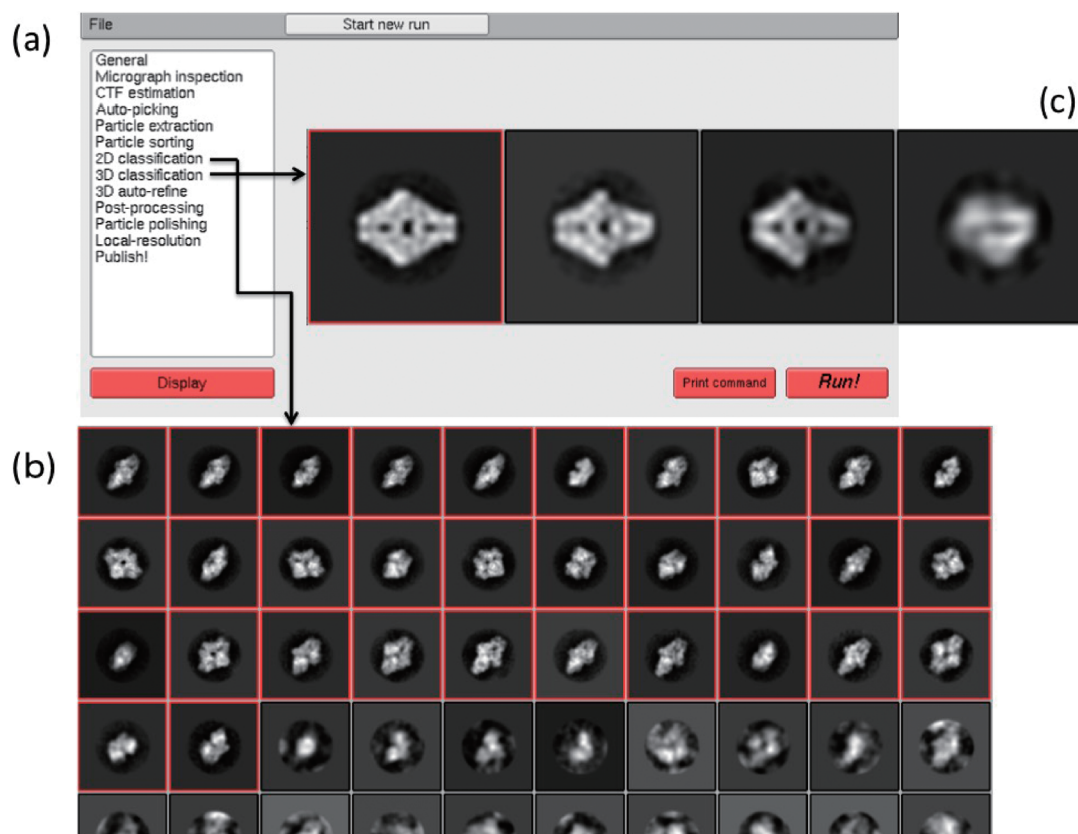 (a)
File
Start new run
General
Micrograph inspection
CTF estimation
Auto-picking
Particle extraction
Particle sorting
2D classification
3D classification
3D auto-refine
Post-processing
Particle polishing
Local-resolution
Publish!
(c)
Display
Print command
Run!
(b)